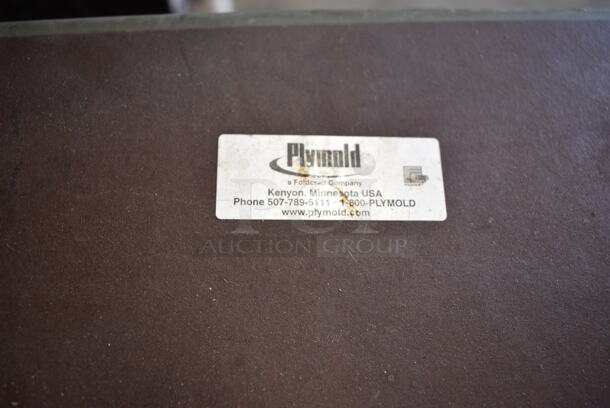 Plymold
a Foldcraft Company
Kenyon, Minnesota USA
Phone 507-789-5111 1-800-PLYMOLD
www.plymold.com
AUCTION GROUP